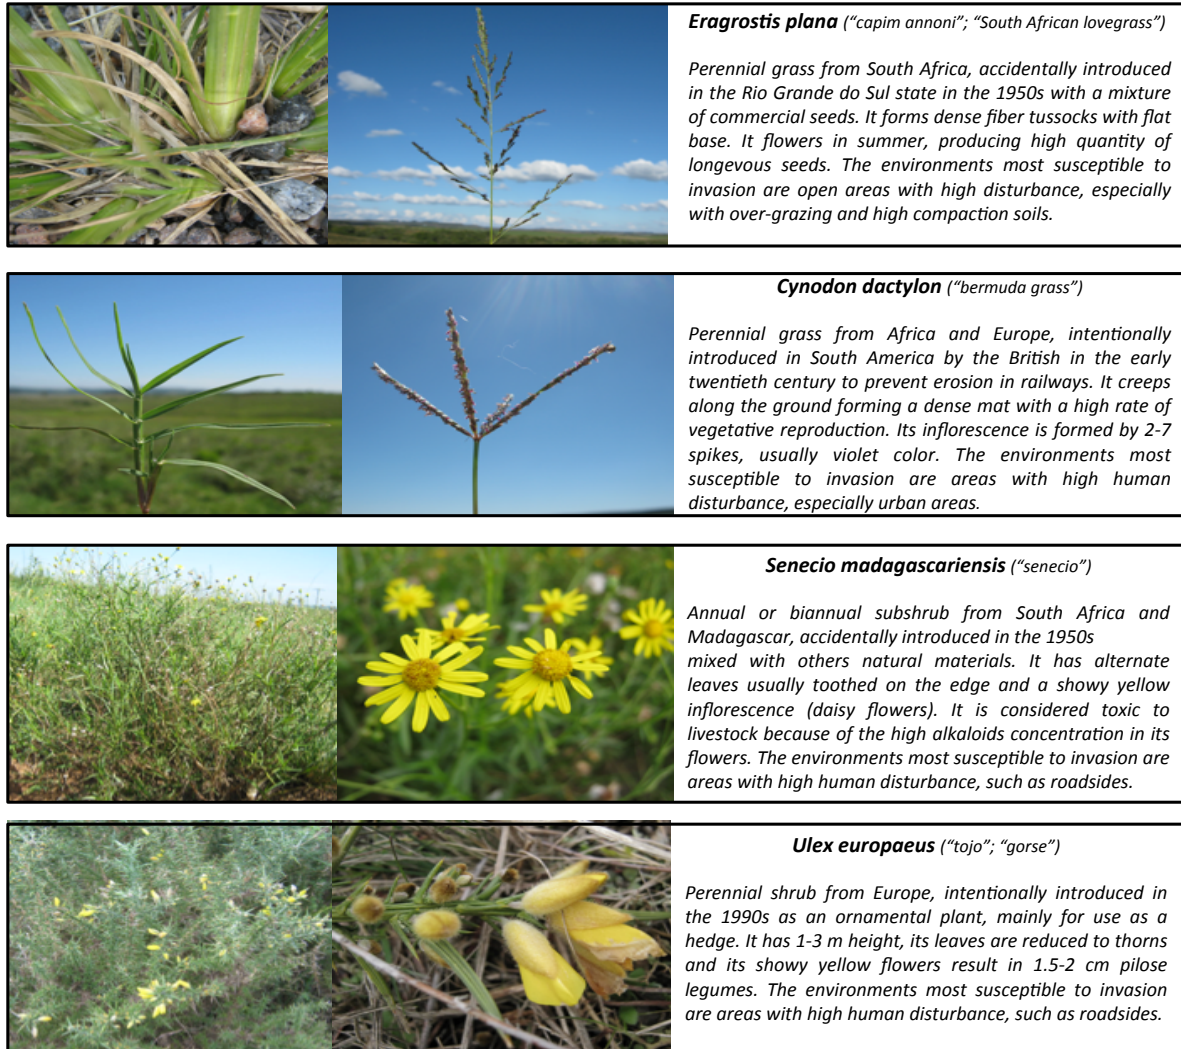 Eragrostis plana (“capim annoni”; “South African lovegrass”)
Perennial grass from South Africa, accidentally introduced
in the Rio Grande do Sul state in the 1950s with a mixture
of commercial seeds. It forms dense fiber tussocks with flat
base. It flowers in summer, producing high quantity of
longevous seeds. The environments most susceptible to
invasion are open areas with high disturbance, especially
with over-grazing and high compaction soils.
Cynodon dactylon (“bermuda grass”)
Perennial grass from Africa and Europe, intentionally
introduced in South America by the British in the early
twentieth century to prevent erosion in railways. It creeps
along the ground forming a dense mat with a high rate of
vegetative reproduction. Its inflorescence is formed by 2-7
spikes, usually violet color. The environments most
susceptible to invasion are areas with high human
disturbance, especially urban areas.
Senecio madagascariensis (“senecio”)
Annual or biannual subshrub from South Africa and
Madagascar, accidentally introduced in the 1950s
mixed with others natural materials. It has alternate
leaves usually toothed on the edge and a showy yellow
inflorescence (daisy flowers). It is considered toxic to
livestock because of the high alkaloids concentration in its
flowers. The environments most susceptible to invasion are
areas with high human disturbance, such as roadsides.
Ulex europaeus (“tojo”; “gorse”)
Perennial shrub from Europe, intentionally introduced in
the 1990s as an ornamental plant, mainly for use as a
hedge. It has 1-3 m height, its leaves are reduced to thorns
and its showy yellow flowers result in 1.5-2 cm pilose
legumes. The environments most susceptible to invasion
are areas with high human disturbance, such as roadsides.